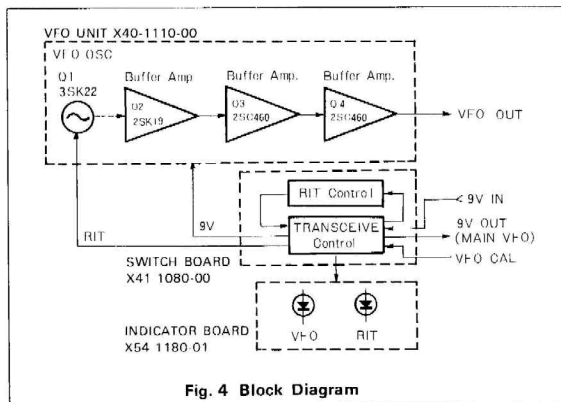 VFO UNIT X40-1110-00
VFO OSC
Q1
3SK22
Buffer Amp
Buffer Amp.
Buffer Amp.
Q2
2SK19
Q3
2SC460
Q4
2SC460
VFO OUT
RIT Control
9V IN
RIT
9V
TRANSCEIVE
Control
9V OUT
(MAIN VFO)
VFO CAL
SWITCH BOARD
X41 1080-00
VFO
RIT
INDICATOR BOARD
X54 1180-01
Fig. 4 Block Diagram